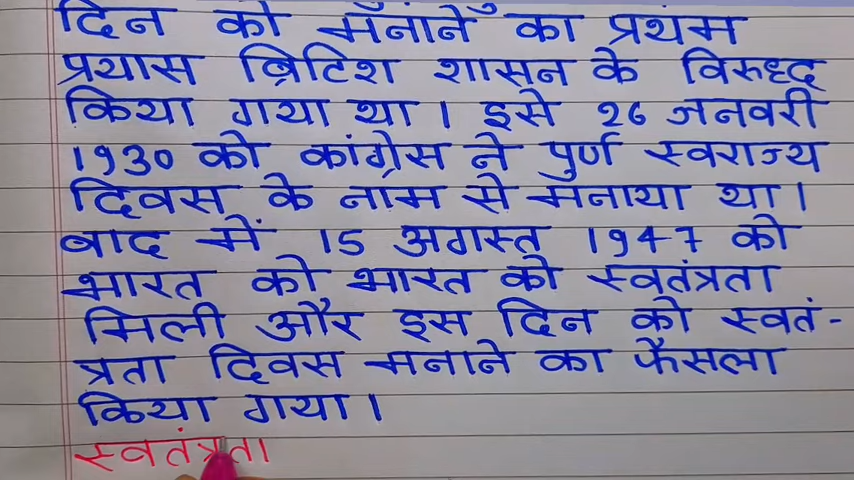 दिन को मनाने का प्रथम
प्रयास ब्रिटिश शासन के विरुध्द
किया गया था। इसे 26 जनवरी
1930 को कांग्रेस ने पुर्ण स्वराज्य
दिवस के नाम से मनाया था।
बाद में 15 अगस्त 1947 को
भारत को भारत को स्वतंत्रता
मिली और इस दिन को स्वतं-
त्रता दिवस मनाने का फैसला
किया गया।
स्वतंत्रता